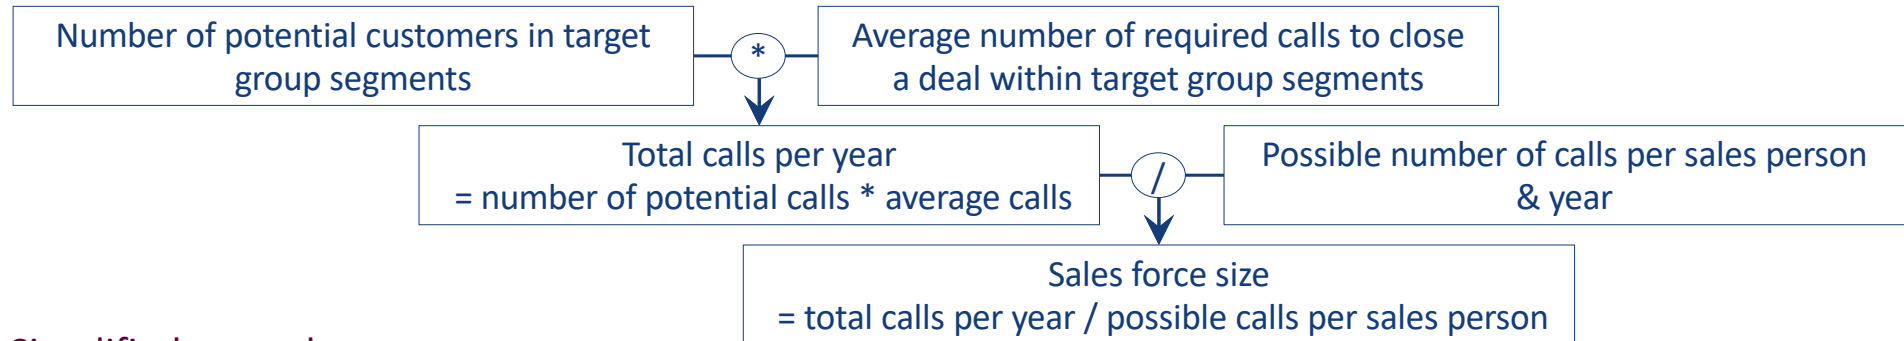 Number of potential customers in target
group segments
*
Average number of required calls to close
a deal within target group segments
Total calls per year
= number of potential calls * average calls
/
Possible number of calls per sales person
& year
Sales force size
= total calls per year / possible calls per sales person